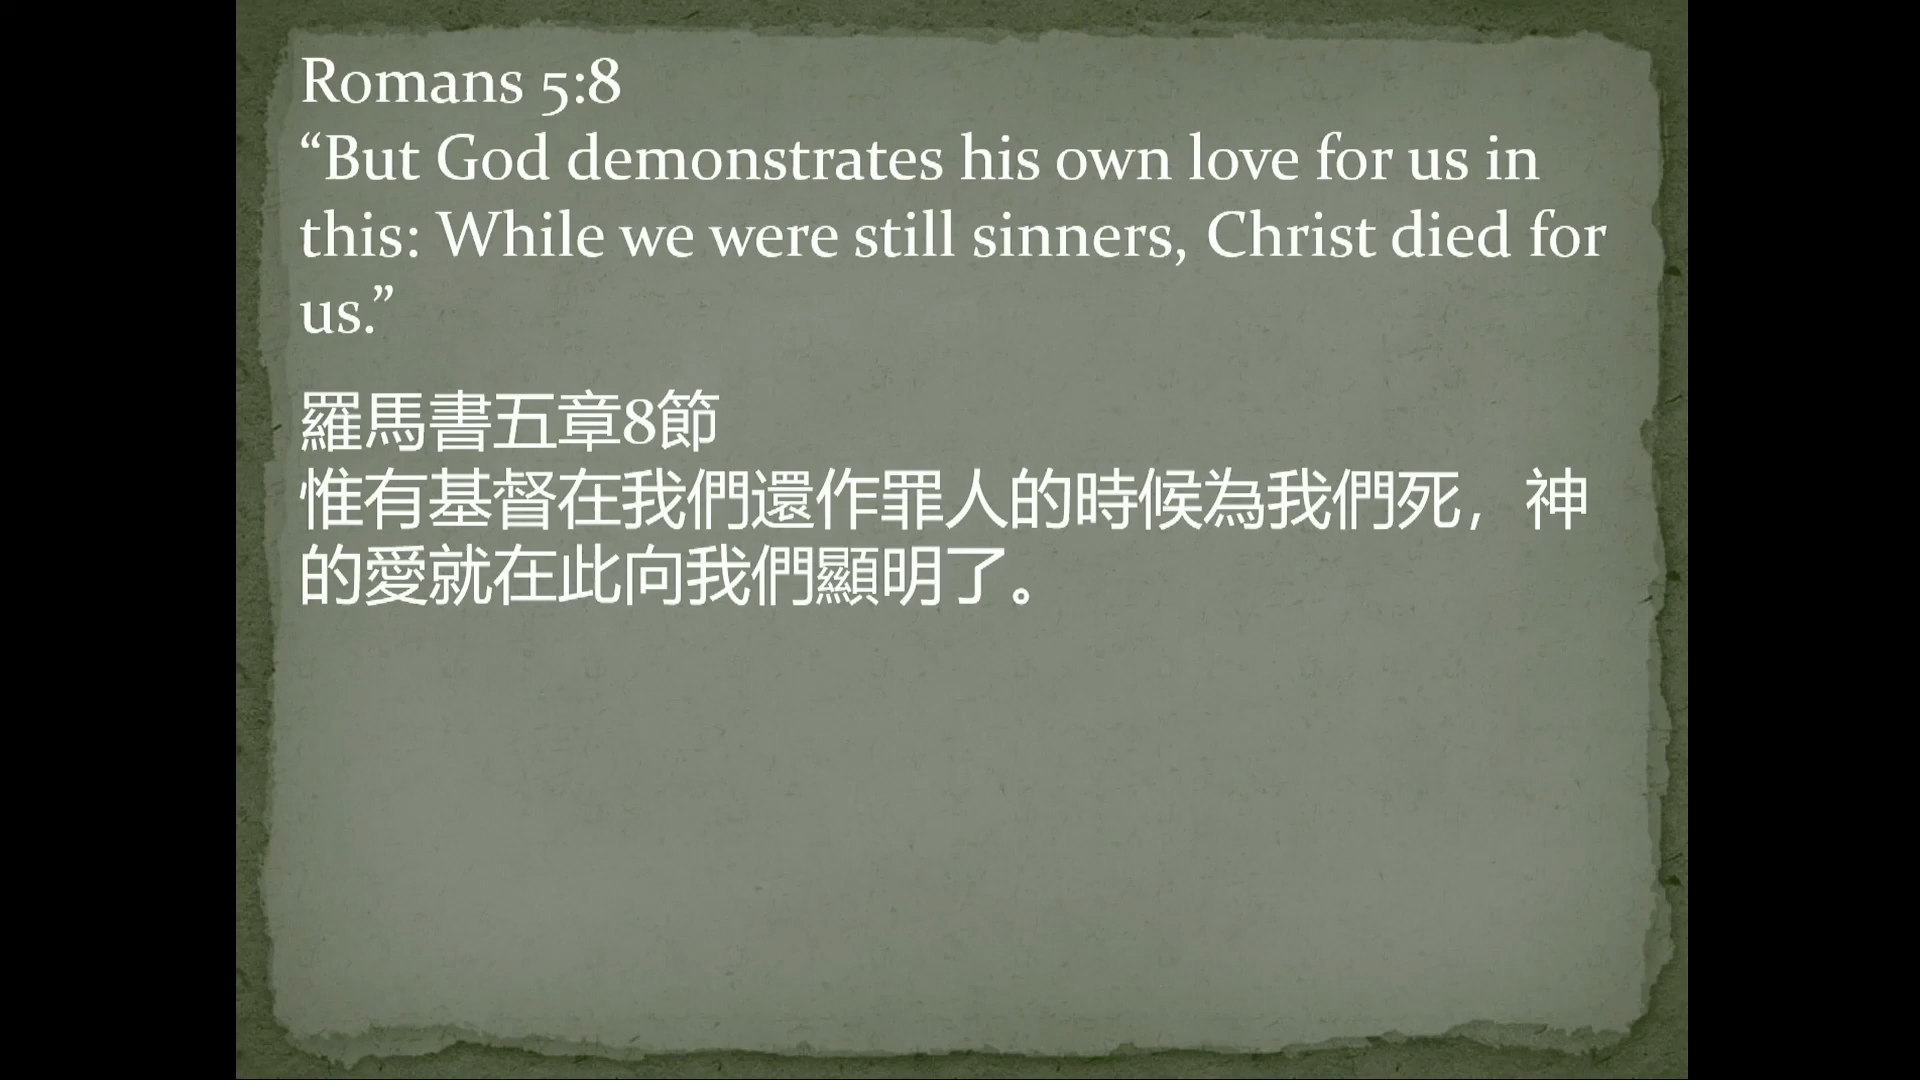 Romans 5:8
“But God demonstrates his own love for us in
this: While we were still sinners, Christ died for
us.”
羅馬書五章8節
惟有基督在我們還作罪人的時候為我們死，神
的愛就在此向我們顯明了。